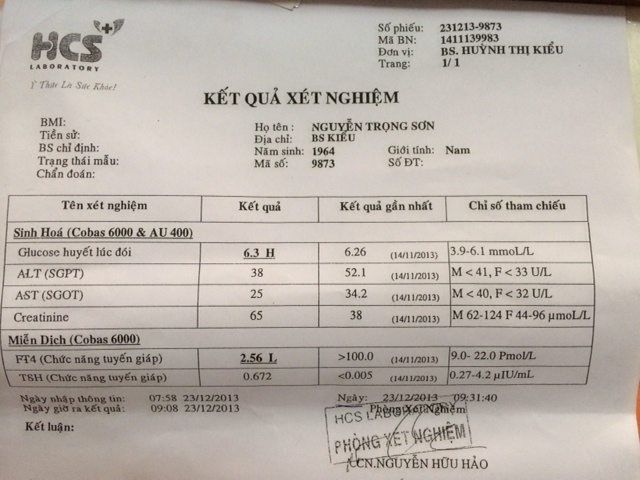 HCS
LABORATORY
Ý Thức Là Sức Khỏe!
Số phiếu: 231213-9873
Mã BN: 1411139983
Đơn vị: BS. HUỲNH THỊ KIỀU
Trang: 1/ 1
KẾT QUẢ XÉT NGHIỆM
BMI:
Tiền sử:
BS chỉ định:
Trạng thái mẫu:
Chẩn đoán:
Họ tên : NGUYỄN TRỌNG SƠN
Địa chỉ: BS KIỀU
Năm sinh: 1964 Giới tính: Nam
Mã số: 9873 Số ĐT:
Tên xét nghiệm Kết quả Kết quả gần nhất Chỉ số tham chiếu
Sinh Hoá (Cobas 6000 & AU 400)
Glucose huyết lúc đói 6.3 H 6.26 (14/11/2013) 3.9-6.1 mmoL/L
ALT (SGPT) 38 52.1 (14/11/2013) M < 41, F < 33 U/L
AST (SGOT) 25 34.2 (14/11/2013) M < 40, F < 32 U/L
Creatinine 65 38 (14/11/2013) M 62-124 F 44-96 µmoL/L
Miễn Dịch (Cobas 6000)
FT4 (Chức năng tuyến giáp) 2.56 L >100.0 (14/11/2013) 9.0- 22.0 Pmol/L
TSH (Chức năng tuyến giáp) 0.672 <0.005 (14/11/2013) 0.27-4.2 µIU/mL
Ngày nhập thông tin: 07:58 23/12/2013 Ngày: 23/12/2013 09:31:40
Ngày giờ ra kết quả: 09:08 23/12/2013 Phòng Xét Nghiệm
Kết luận:
HCS LABORATORY
PHÒNG XÉT NGHIỆM
CN.NGUYỄN HỮU HẢO